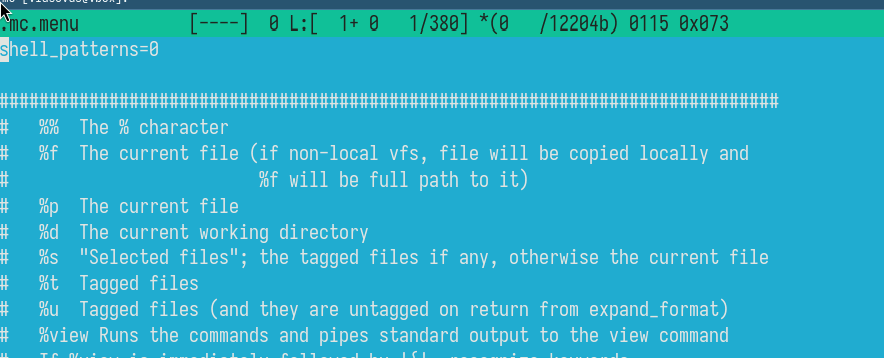 .mc.menu [----] 0 L:[ 1+ 0 1/380] *(0 /12204b) 0115 0x073
shell_patterns=0
##############################################################################
# %% The % character
# %f The current file (if non-local vfs, file will be copied locally and
# %f will be full path to it)
# %p The current file
# %d The current working directory
# %s "Selected files"; the tagged files if any, otherwise the current file
# %t Tagged files
# %u Tagged files (and they are untagged on return from expand_format)
# %view Runs the commands and pipes standard output to the view command
# If %view is immediately followed by '{', recognize keywords